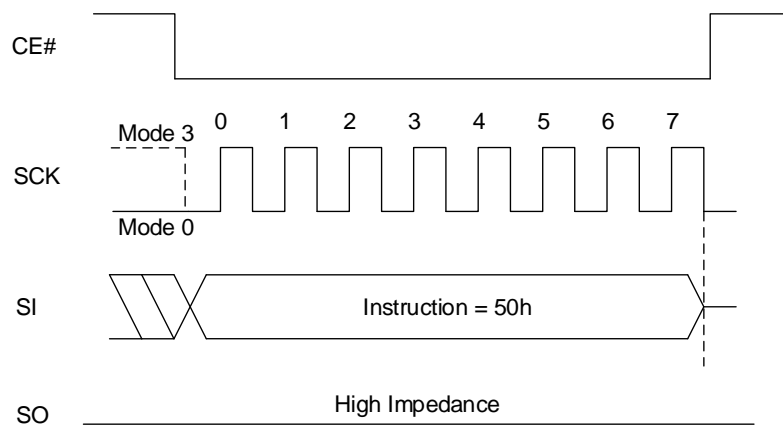 CE#
Mode 3
0 1 2 3 4 5 6 7
SCK
Mode 0
SI
Instruction = 50h
SO
High Impedance